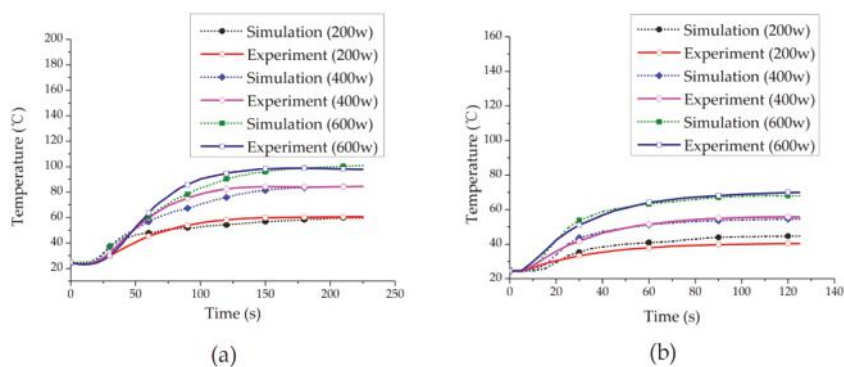 Simulation (200w)
Experiment (200w)
Simulation (400w)
Experiment (400w)
Simulation (600w)
Experiment (600w)
Temperature (℃)
200
180
160
140
120
100
80
60
40
20
0
50
100
150
200
250
Time (s)
(a)
Simulation (200w)
Experiment (200w)
Simulation (400w)
Experiment (400w)
Simulation (600w)
Experiment (600w)
Temperature (℃)
160
140
120
100
80
60
40
20
0
20
40
60
80
100
120
140
Time (s)
(b)